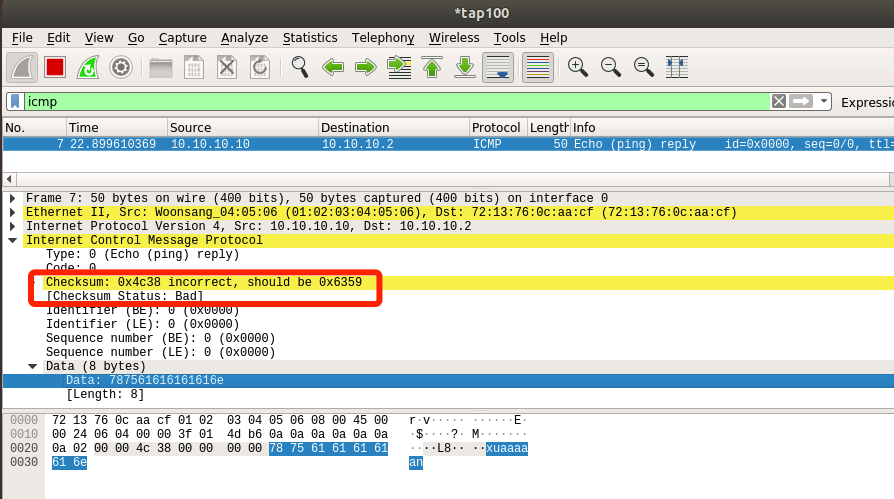 *tap100
File Edit View Go Capture Analyze Statistics Telephony Wireless Tools Help
icmp Expressi
No. Time Source Destination Protocol Length Info
7 22.899610369 10.10.10.10 10.10.10.2 ICMP 50 Echo (ping) reply id=0x0000, seq=0/0, ttl=
Frame 7: 50 bytes on wire (400 bits), 50 bytes captured (400 bits) on interface 0
Ethernet II, Src: Woonsang_04:05:06 (01:02:03:04:05:06), Dst: 72:13:76:0c:aa:cf (72:13:76:0c:aa:cf)
Internet Protocol Version 4, Src: 10.10.10.10, Dst: 10.10.10.2
Internet Control Message Protocol
Type: 0 (Echo (ping) reply)
Code: 0
Checksum: 0x4c38 incorrect, should be 0x6359
[Checksum Status: Bad]
Identifier (BE): 0 (0x0000)
Identifier (LE): 0 (0x0000)
Sequence number (BE): 0 (0x0000)
Sequence number (LE): 0 (0x0000)
Data (8 bytes)
Data: 787561616161616e
[Length: 8]
0000 72 13 76 0c aa cf 01 02 03 04 05 06 08 00 45 00 r·v····· ······E·
0010 00 24 06 04 00 00 3f 01 4d b6 0a 0a 0a 0a 0a 0a ·$····?· M·······
0020 0a 02 00 00 4c 38 00 00 00 00 78 75 61 61 61 61 ····L8·· ··xuaaaa
0030 61 6e an